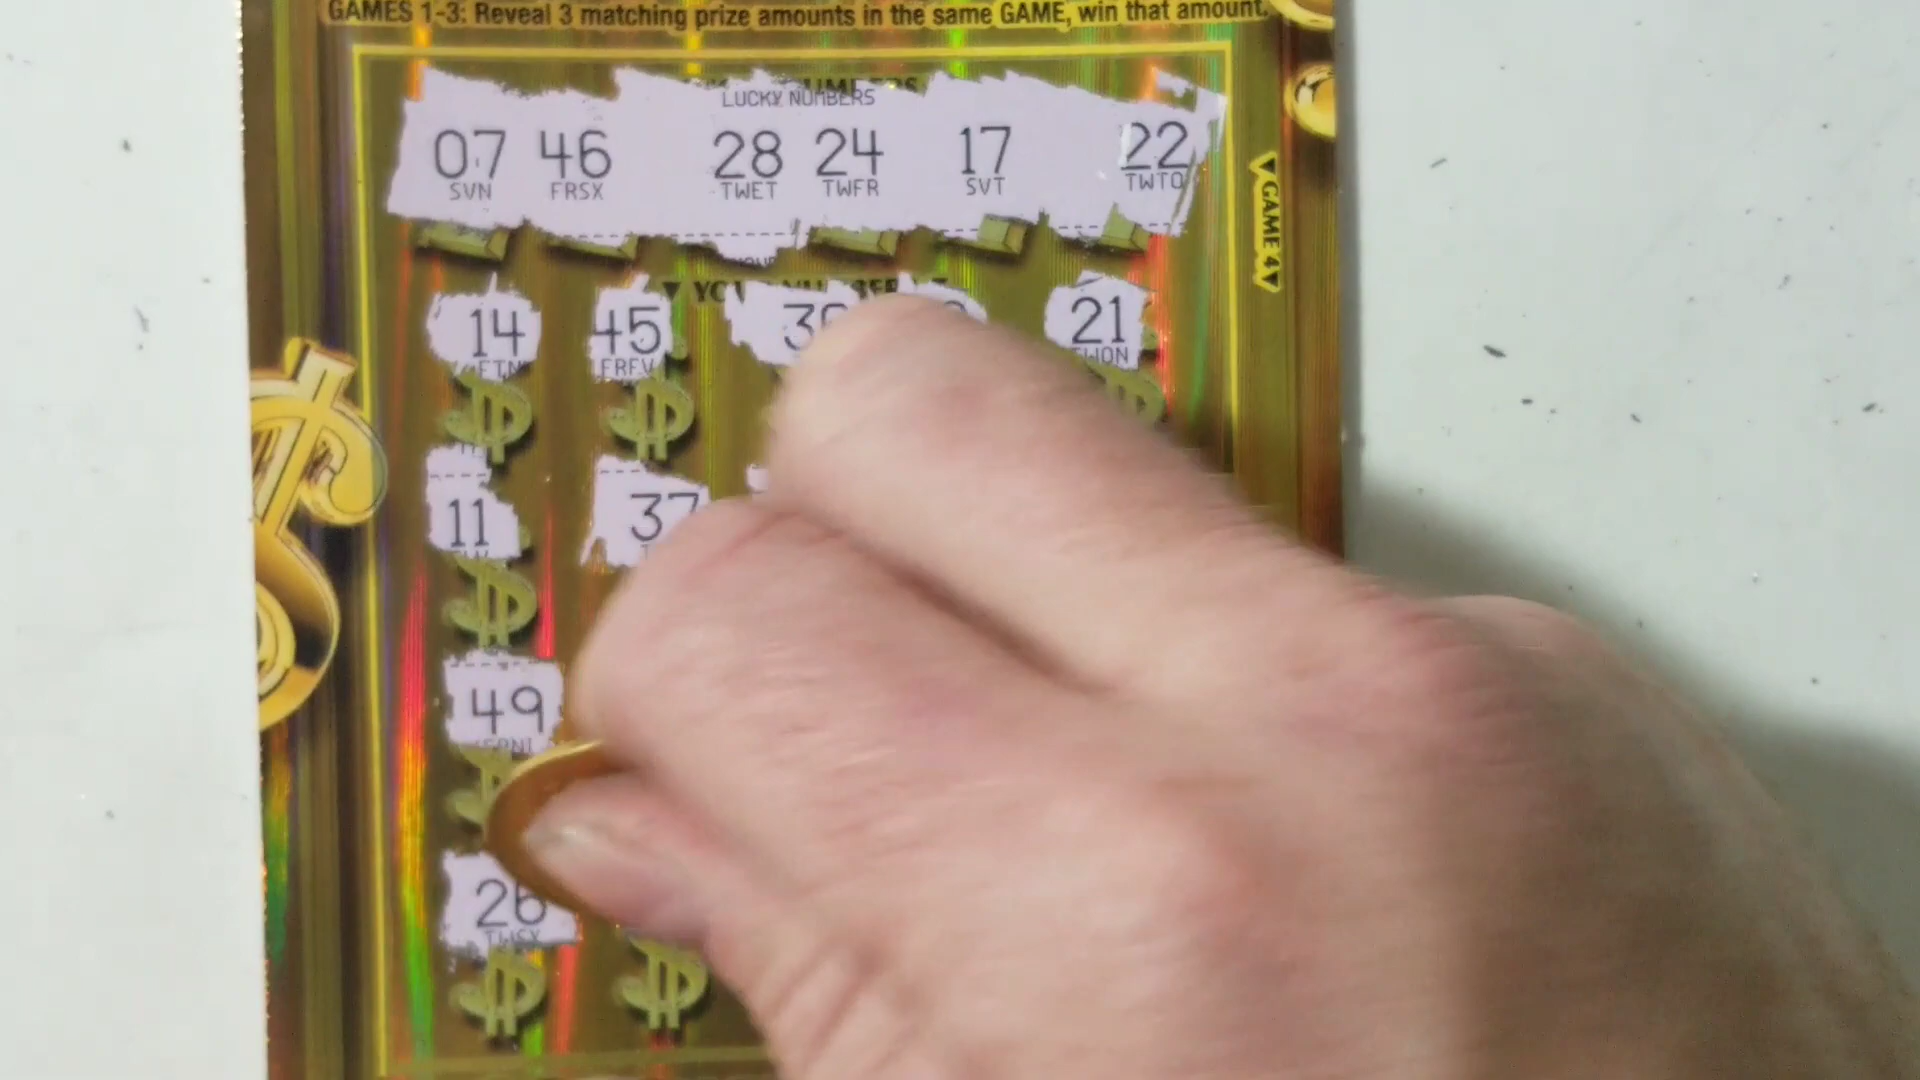 GAMES 1-3: Reveal 3 matching prize amounts in the same GAME, win that amount.
LUCKY NUMBERS
07 46 28 24 17 22
SVN FRSX TWET TWFR SVT TWTO
GAME 4
14 45 21
11 37
49
26
TWSX